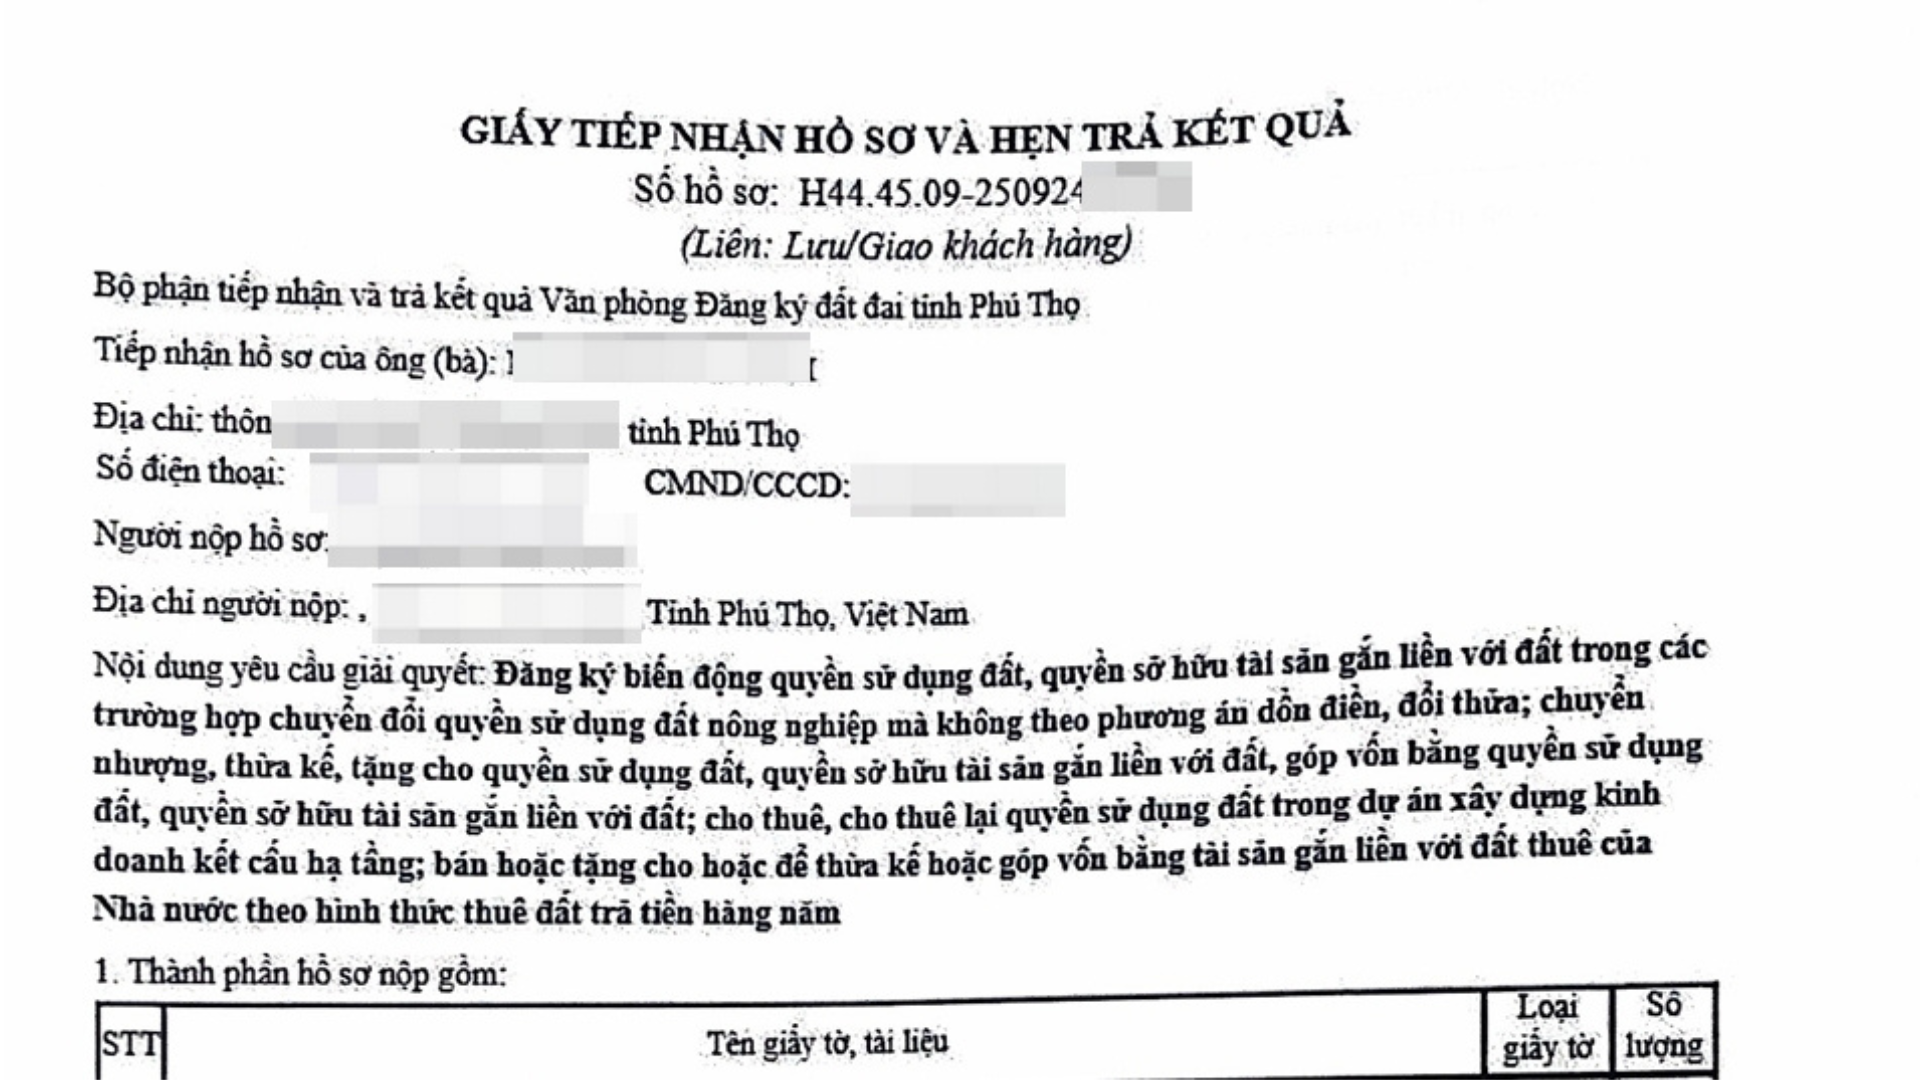 GIẤY TIẾP NHẬN HỒ SƠ VÀ HẸN TRẢ KẾT QUẢ
Số hồ sơ: H44.45.09-250924
(Liên: Lưu/Giao khách hàng)
Bộ phận tiếp nhận và trả kết quả Văn phòng Đăng ký đất đai tỉnh Phú Thọ
Tiếp nhận hồ sơ của ông (bà):
Địa chỉ: thôn tỉnh Phú Thọ
Số điện thoại: CMND/CCCD:
Người nộp hồ sơ:
Địa chỉ người nộp: , Tỉnh Phú Thọ, Việt Nam
Nội dung yêu cầu giải quyết: Đăng ký biến động quyền sử dụng đất, quyền sở hữu tài sản gắn liền với đất trong các
trường hợp chuyển đổi quyền sử dụng đất nông nghiệp mà không theo phương án dồn điền, đổi thửa; chuyển
nhượng, thừa kế, tặng cho quyền sử dụng đất, quyền sở hữu tài sản gắn liền với đất, góp vốn bằng quyền sử dụng
đất, quyền sở hữu tài sản gắn liền với đất; cho thuê, cho thuê lại quyền sử dụng đất trong dự án xây dựng kinh
doanh kết cấu hạ tầng; bán hoặc tặng cho hoặc để thừa kế hoặc góp vốn bằng tài sản gắn liền với đất thuê của
Nhà nước theo hình thức thuê đất trả tiền hàng năm
1. Thành phần hồ sơ nộp gồm:
STT Tên giấy tờ, tài liệu Loại giấy tờ Số lượng